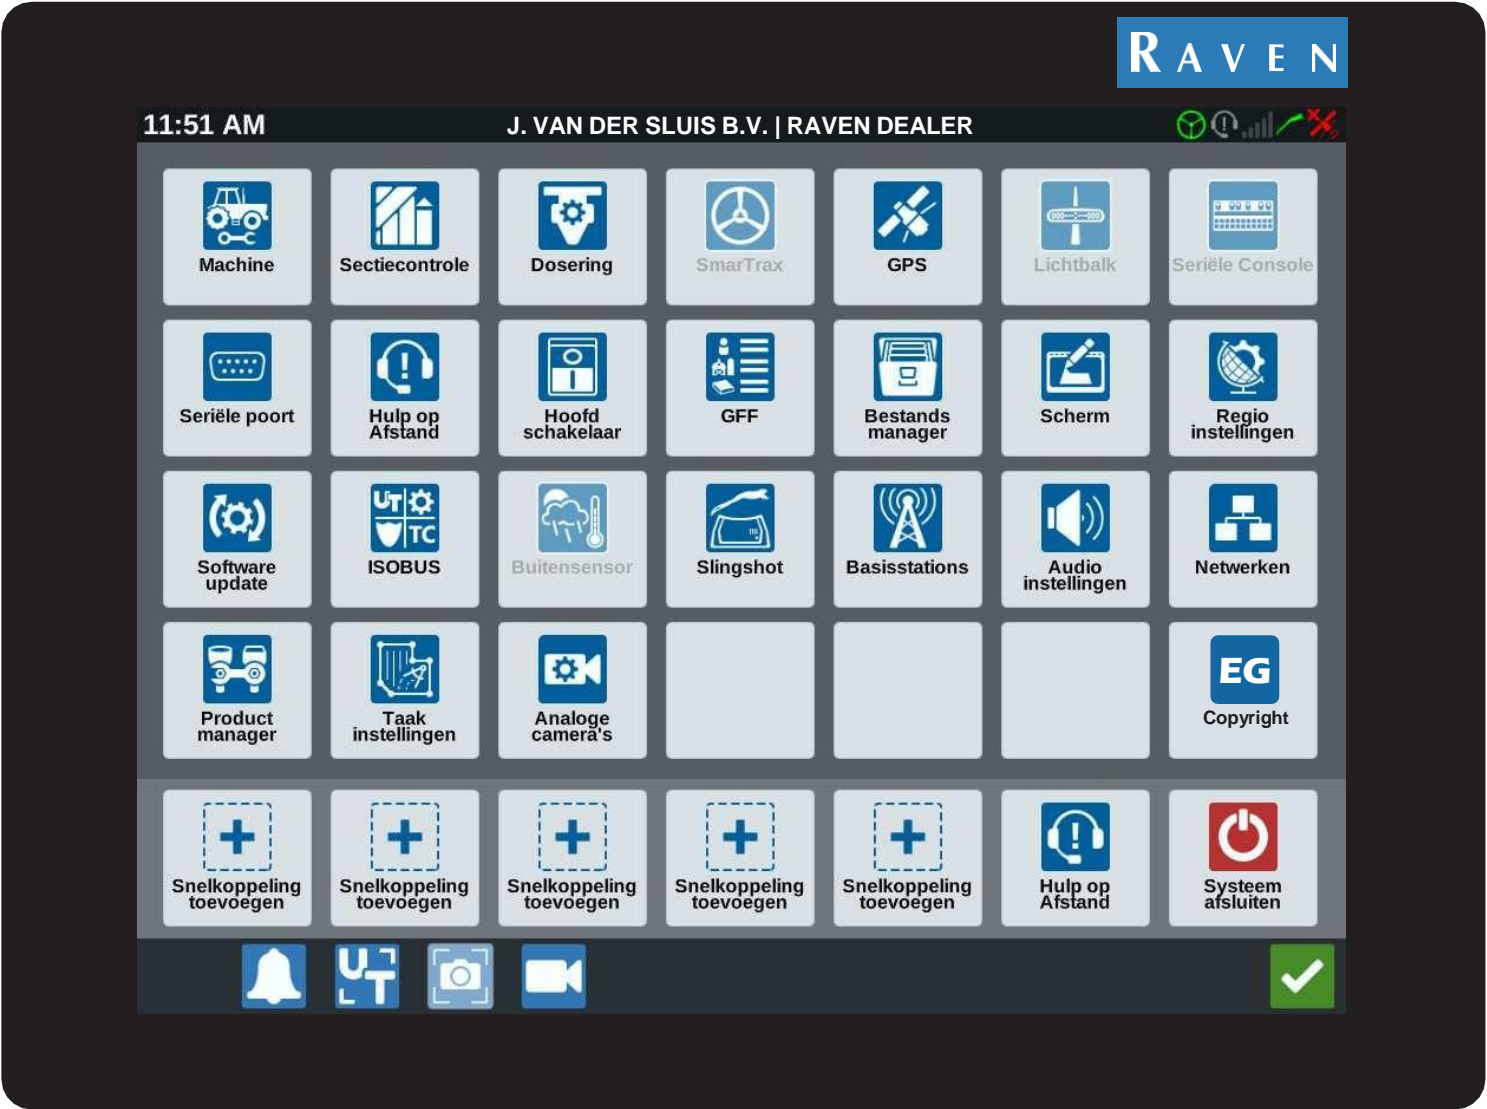 RAVEN
11:51 AM
J. VAN DER SLUIS B.V. | RAVEN DEALER
Machine
Sectiecontrole
Dosering
SmarTrax
GPS
Lichtbalk
Seriële Console
Seriële poort
Hulp op
Afstand
Hoofd
schakelaar
GFF
Bestands
manager
Scherm
Regio
instellingen
Software
update
UT
TC
ISOBUS
Buitensensor
Slingshot
Basisstations
Audio
instellingen
Netwerken
Product
manager
Taak
instellingen
Analoge
camera's
EG
Copyright
Snelkoppeling
toevoegen
Snelkoppeling
toevoegen
Snelkoppeling
toevoegen
Snelkoppeling
toevoegen
Snelkoppeling
toevoegen
Hulp op
Afstand
Systeem
afsluiten
UT